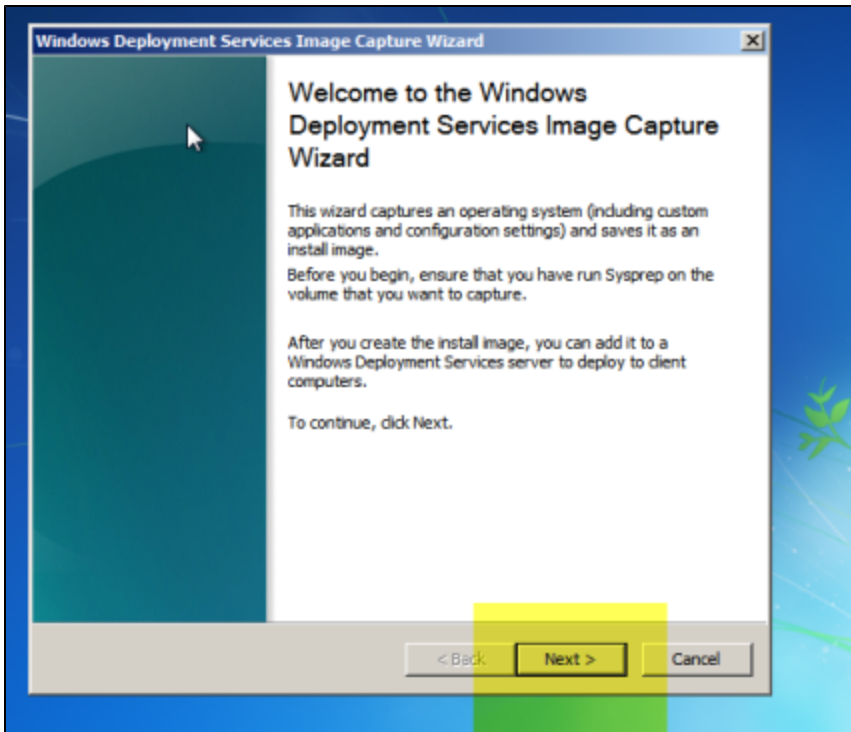 Windows Deployment Services Image Capture Wizard
Welcome to the Windows
Deployment Services Image Capture
Wizard
This wizard captures an operating system (including custom
applications and configuration settings) and saves it as an
install image.
Before you begin, ensure that you have run Sysprep on the
volume that you want to capture.
After you create the install image, you can add it to a
Windows Deployment Services server to deploy to client
computers.
To continue, click Next.
< Back Next > Cancel